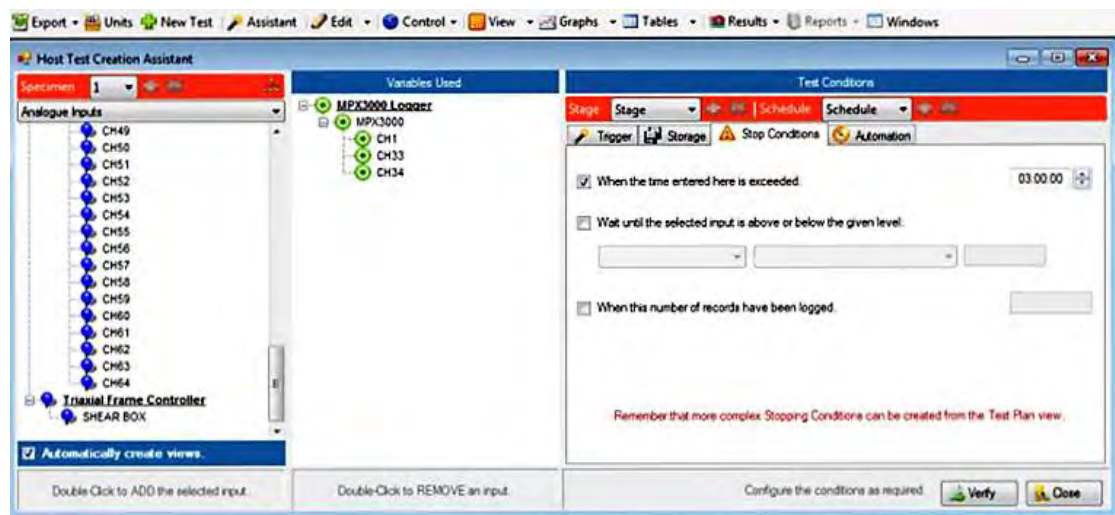 Export Units New Test Assistant Edit Control View Graphs Tables Results Reports Windows
Host Test Creation Assistant
Specimen 1
Analogue Inputs
CH49
CH50
CH51
CH52
CH53
CH54
CH55
CH56
CH57
CH58
CH59
CH60
CH61
CH62
CH63
CH64
Triaxial Frame Controller
SHEAR BOX
Automatically create views.
Double-Click to ADD the selected input.
Variables Used
MPX3000 Logger
MPX3000
CH1
CH33
CH34
Double-Click to REMOVE an input.
Test Conditions
Stage Stage Schedule Schedule
Trigger Storage Stop Conditions Automation
When the time entered here is exceeded. 03:00:00
Wait until the selected input is above or below the given level.
When this number of records have been logged.
Remember that more complex Stopping Conditions can be created from the Test Plan view.
Configure the conditions as required. Verify Close